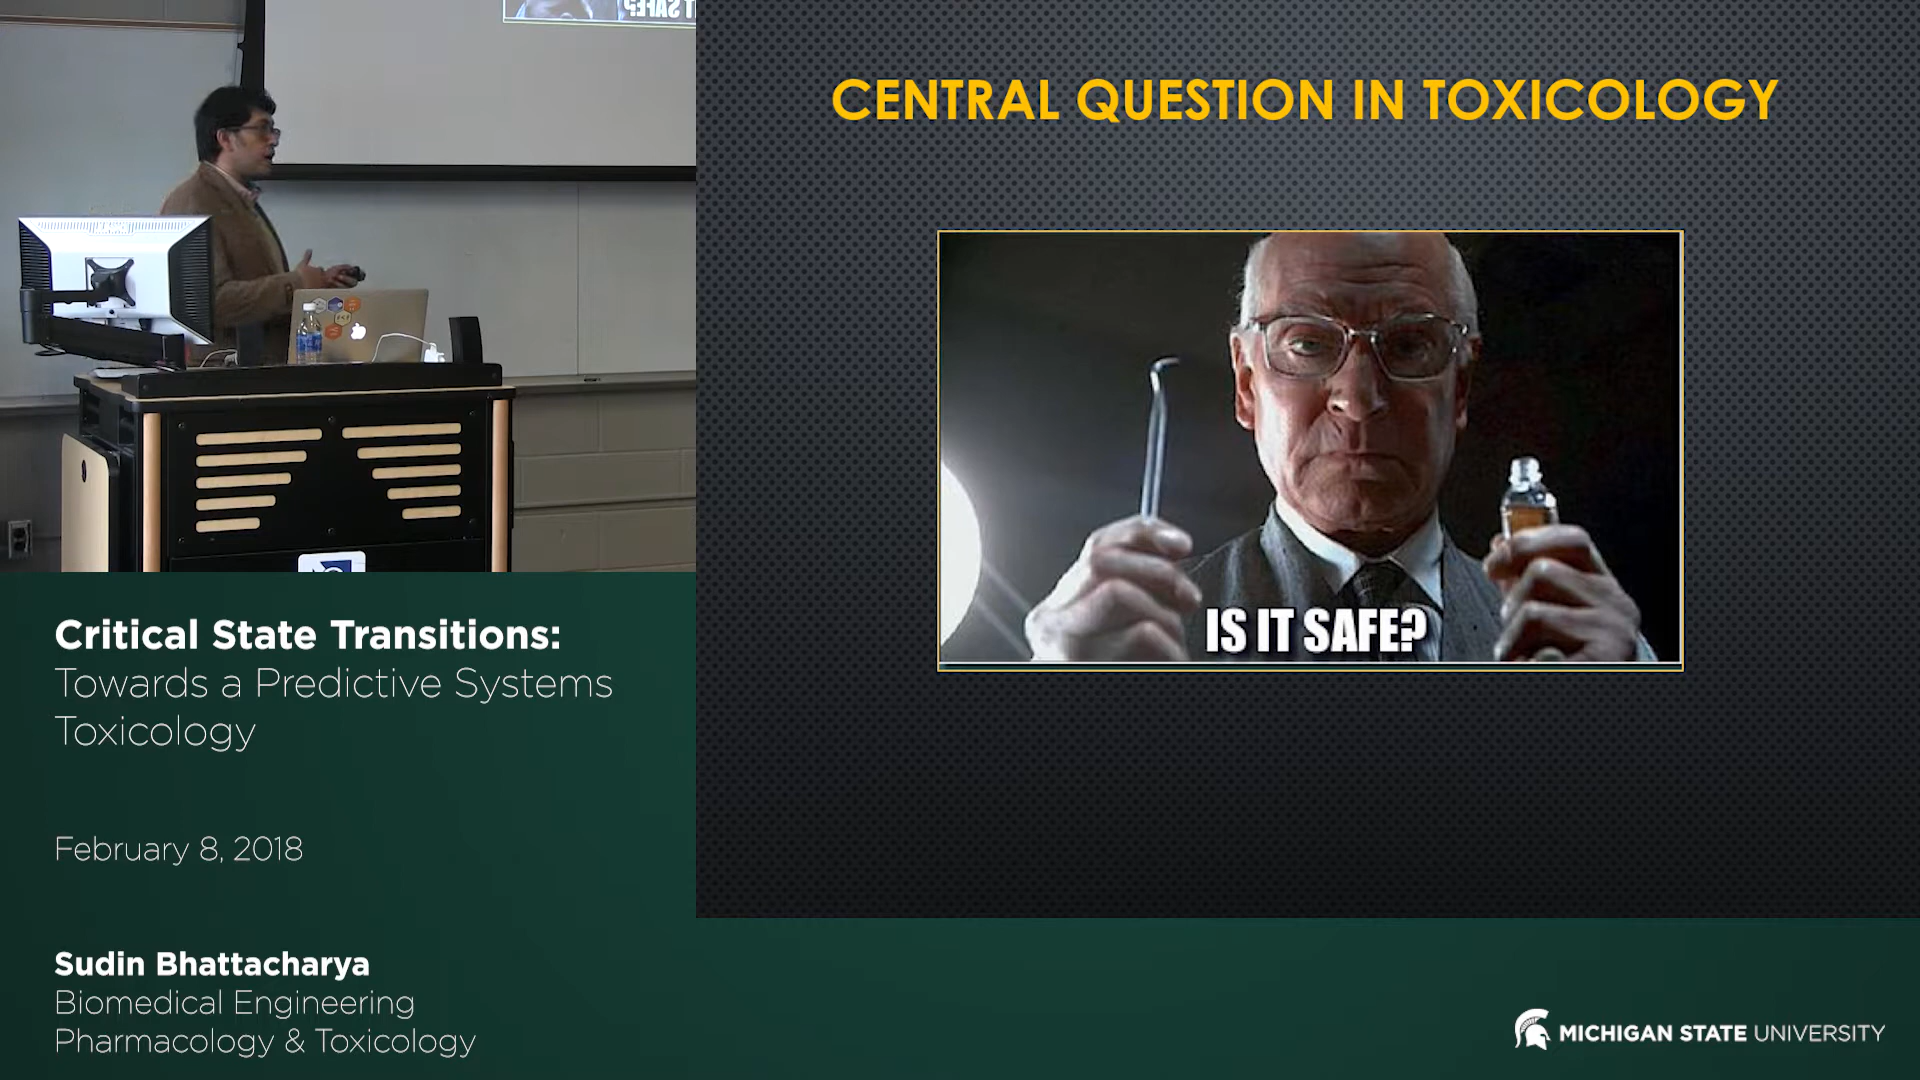 CENTRAL QUESTION IN TOXICOLOGY
IS IT SAFE?
Critical State Transitions:
Towards a Predictive Systems
Toxicology
February 8, 2018
Sudin Bhattacharya
Biomedical Engineering
Pharmacology & Toxicology
MICHIGAN STATE UNIVERSITY